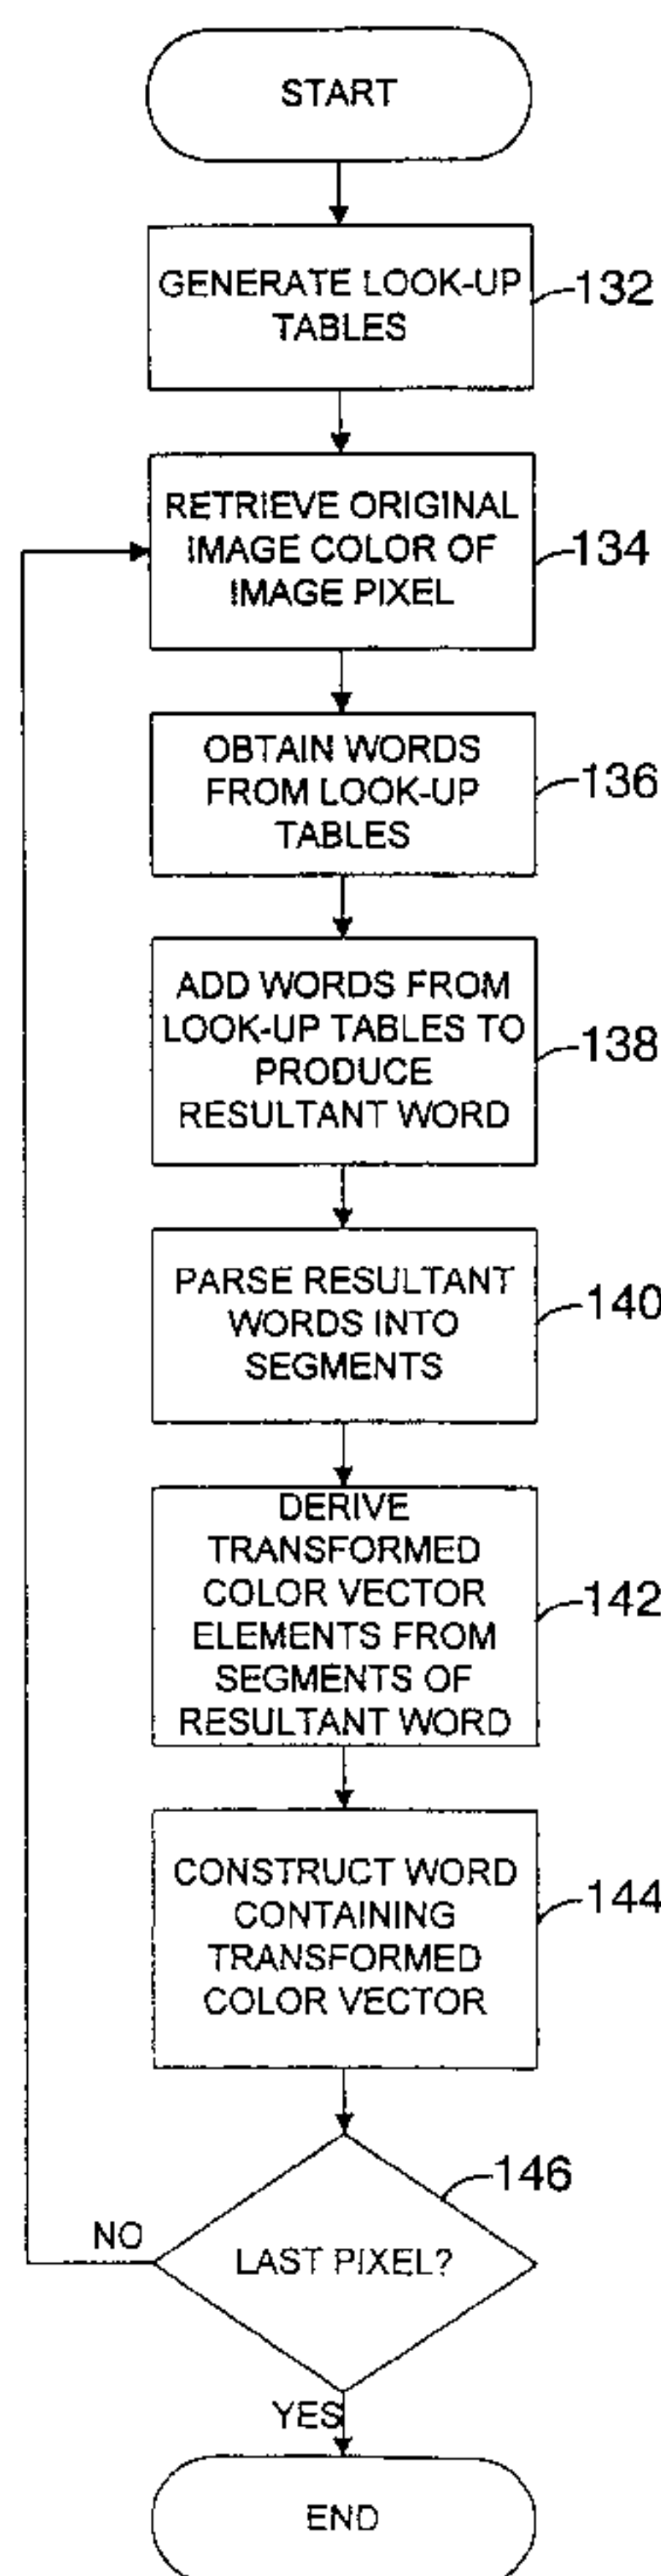 START
GENERATE LOOK-UP
TABLES
132
RETRIEVE ORIGINAL
IMAGE COLOR OF
IMAGE PIXEL
134
OBTAIN WORDS
FROM LOOK-UP
TABLES
136
ADD WORDS FROM
LOOK-UP TABLES TO
PRODUCE
RESULTANT WORD
138
PARSE RESULTANT
WORDS INTO
SEGMENTS
140
DERIVE
TRANSFORMED
COLOR VECTOR
ELEMENTS FROM
SEGMENTS OF
RESULTANT WORD
142
CONSTRUCT WORD
CONTAINING
TRANSFORMED
COLOR VECTOR
144
146
NO
LAST PIXEL?
YES
END